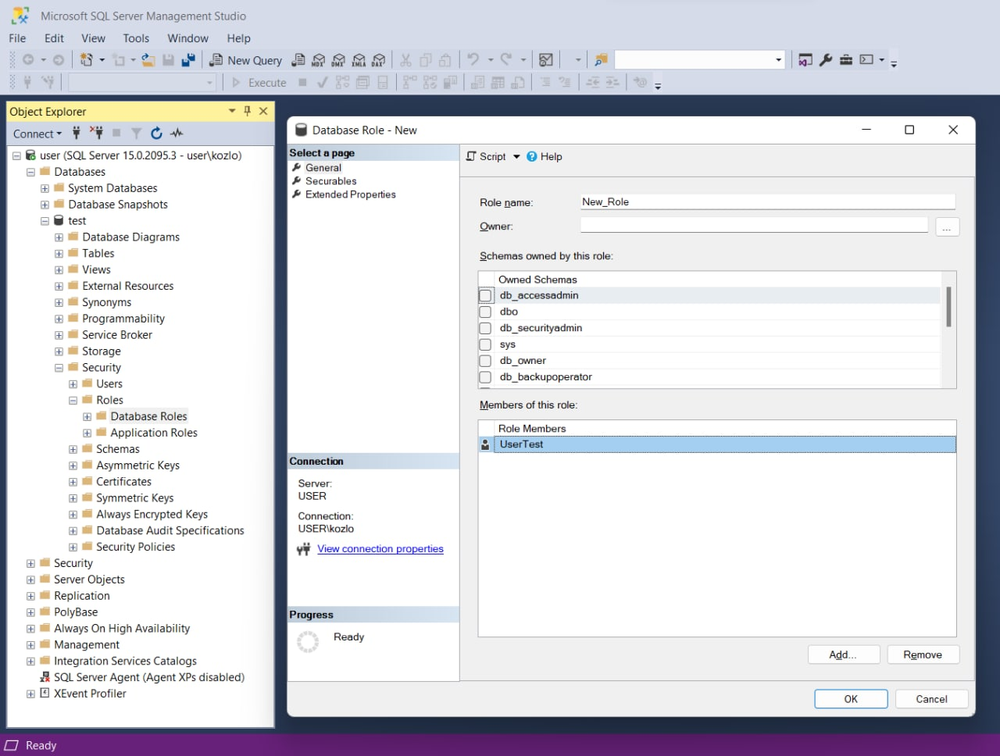 Microsoft SQL Server Management Studio
File Edit View Tools Window Help
New Query MDX DMX XMLA DAX
Execute
Object Explorer
Connect
user (SQL Server 15.0.2095.3 - user\kozlo)
Databases
System Databases
Database Snapshots
test
Database Diagrams
Tables
Views
External Resources
Synonyms
Programmability
Service Broker
Storage
Security
Users
Roles
Database Roles
Application Roles
Schemas
Asymmetric Keys
Certificates
Symmetric Keys
Always Encrypted Keys
Database Audit Specifications
Security Policies
Security
Server Objects
Replication
PolyBase
Always On High Availability
Management
Integration Services Catalogs
SQL Server Agent (Agent XPs disabled)
XEvent Profiler
Database Role - New
Select a page
General
Securables
Extended Properties
Connection
Server:
USER
Connection:
USER\kozlo
View connection properties
Progress
Ready
Script Help
Role name: New_Role
Owner: ...
Schemas owned by this role:
Owned Schemas
db_accessadmin
dbo
db_securityadmin
sys
db_owner
db_backupoperator
Members of this role:
Role Members
UserTest
Add... Remove
OK Cancel
Ready